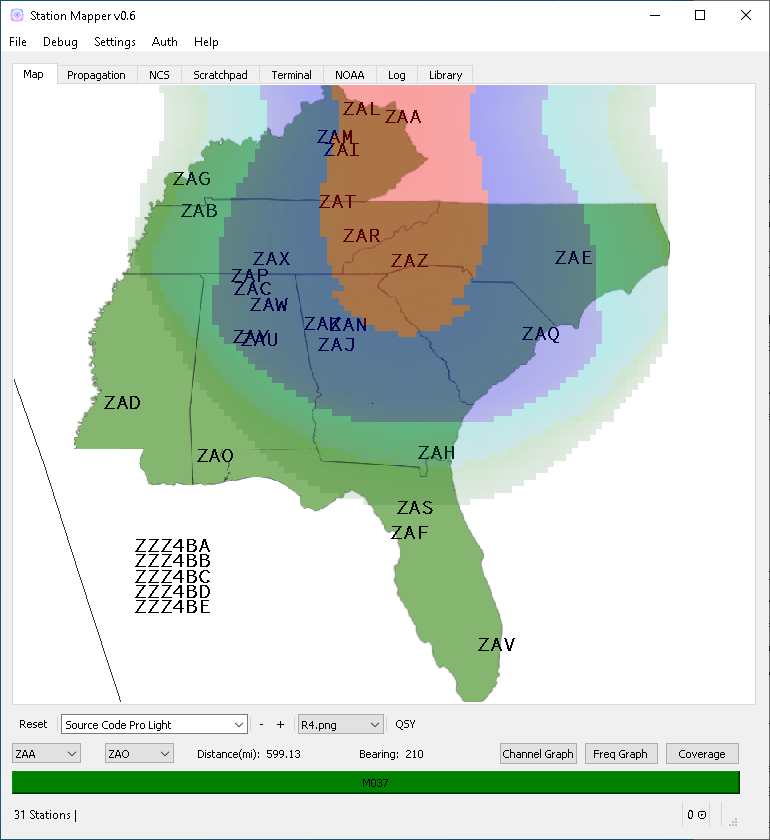 Station Mapper v0.6
File Debug Settings Auth Help
Map Propagation NCS Scratchpad Terminal NOAA Log Library
ZAL
ZAA
ZAM
ZAI
ZAG
ZAT
ZAB
ZAR
ZAX
ZAZ
ZAE
ZAP
ZAC
ZAW
ZAN
ZAQ
ZAU
ZAJ
ZAD
ZAH
ZAO
ZAS
ZAF
ZZZ4BA
ZZZ4BB
ZZZ4BC
ZZZ4BD
ZZZ4BE
ZAV
Reset Source Code Pro Light - + R4.png QSY
ZAA ZAO Distance(mi): 599.13 Bearing: 210 Channel Graph Freq Graph Coverage
M037
31 Stations | 0